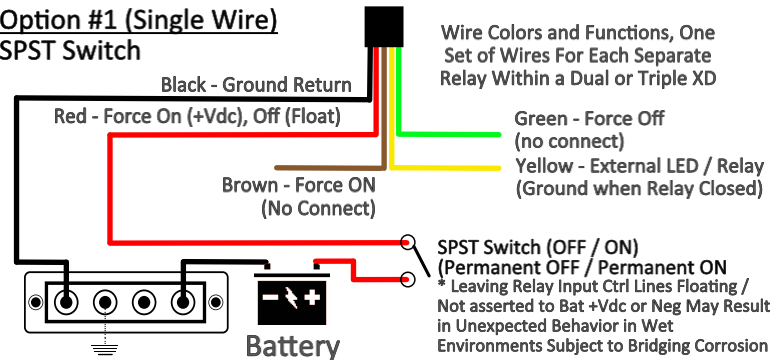 Option #1 (Single Wire)
SPST Switch
Wire Colors and Functions, One
Set of Wires For Each Separate
Relay Within a Dual or Triple XD
Black - Ground Return
Red - Force On (+Vdc), Off (Float)
Green - Force Off
(no connect)
Yellow - External LED / Relay
(Ground when Relay Closed)
Brown - Force ON
(No Connect)
SPST Switch (OFF / ON)
(Permanent OFF / Permanent ON
* Leaving Relay Input Ctrl Lines Floating /
Not asserted to Bat +Vdc or Neg May Result
in Unexpected Behavior in Wet
Environments Subject to Bridging Corrosion
Battery